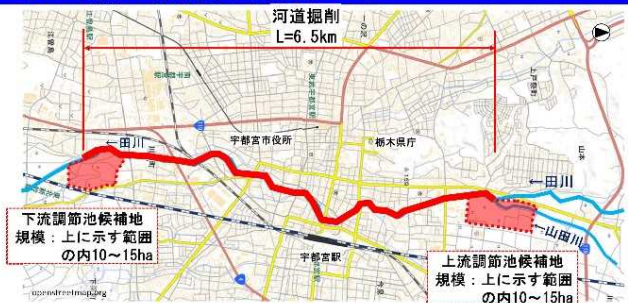 河道掘削
L=6.5km
宇都宮市役所
栃木県庁
←田川
←田川
←山田川
宇都宮駅
下流調節池候補地
規模：上に示す範囲
の内10～15ha
上流調節池候補地
規模：上に示す範囲
の内10～15ha
山本
openstreetmap.org